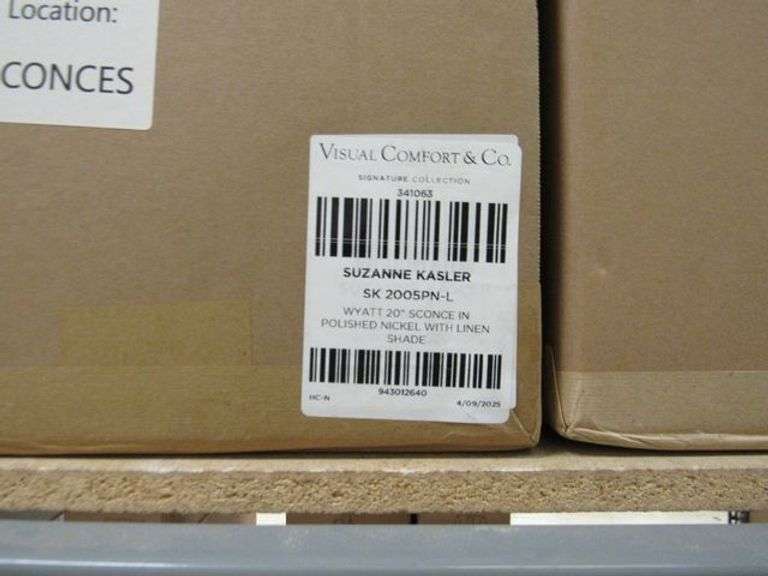 Location:
CONCES
VISUAL COMFORT & CO.
SIGNATURE COLLECTION
341063
SUZANNE KASLER
SK 2005PN-L
WYATT 20" SCONCE IN
POLISHED NICKEL WITH LINEN
SHADE
943012640
HC-N 4/09/2025